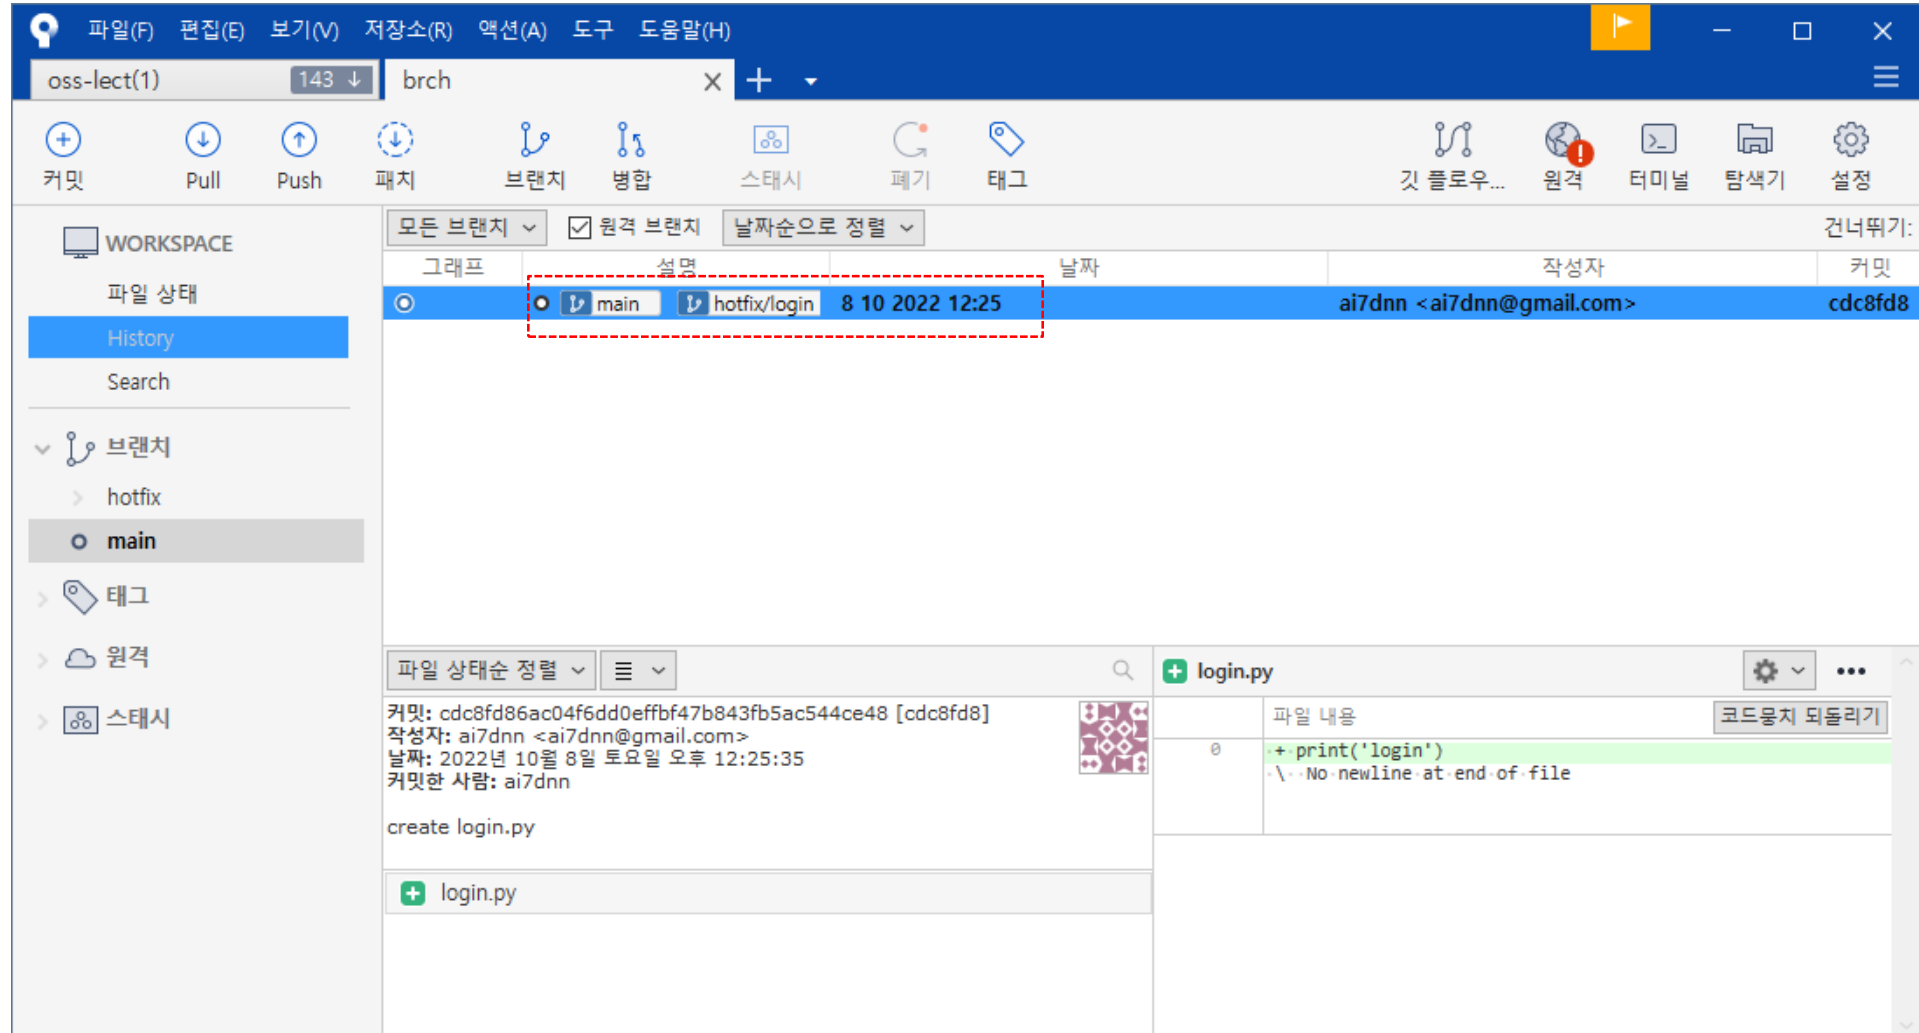 파일(F) 편집(E) 보기(V) 저장소(R) 액션(A) 도구 도움말(H)
oss-lect(1) 143 ↓ brch
커밋 Pull Push 패치 브랜치 병합 스태시 폐기 태그 깃 플로우... 원격 터미널 탐색기 설정
모든 브랜치 원격 브랜치 날짜순으로 정렬 건너뛰기:
그래프 설명 날짜 작성자 커밋
main hotfix/login 8 10 2022 12:25 ai7dnn <ai7dnn@gmail.com> cdc8fd8
WORKSPACE
파일 상태
History
Search
브랜치
hotfix
main
태그
원격
스태시
파일 상태순 정렬
커밋: cdc8fd86ac04f6dd0effbf47b843fb5ac544ce48 [cdc8fd8]
작성자: ai7dnn <ai7dnn@gmail.com>
날짜: 2022년 10월 8일 토요일 오후 12:25:35
커밋한 사람: ai7dnn
create login.py
login.py
login.py
파일 내용 코드뭉치 되돌리기
0 + print('login')
\ No newline at end of file